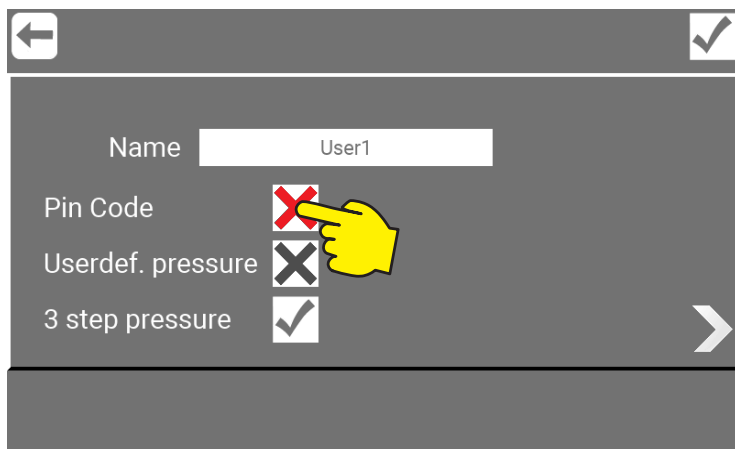 Name User1
Pin Code
Userdef. pressure
3 step pressure